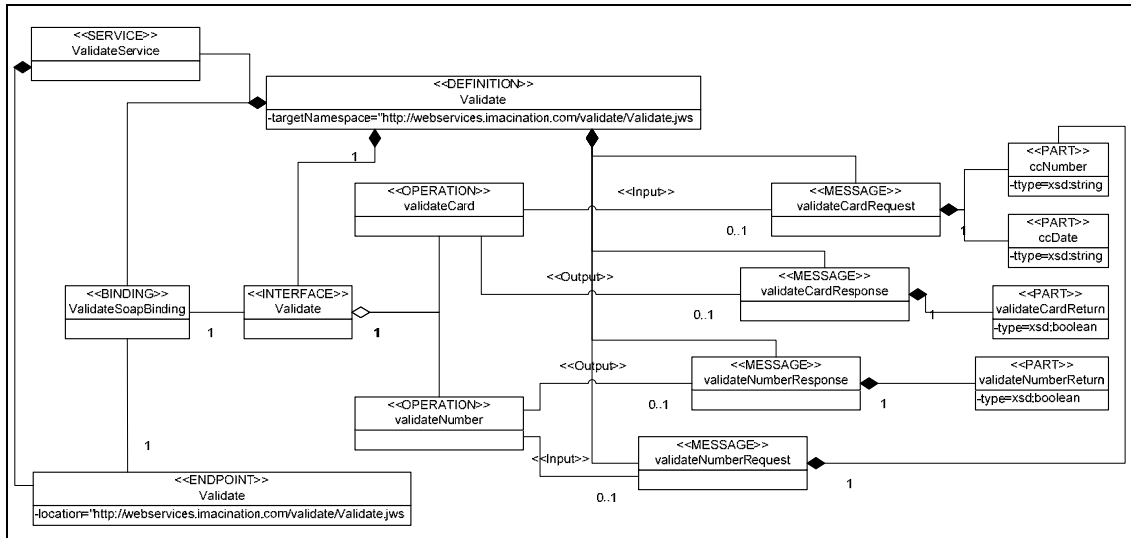 <<SERVICE>>
ValidateService
<<DEFINITION>>
Validate
-targetNamespace="http://webservices.imacination.com/validate/Validate.jws
1
<<OPERATION>>
validateCard
<<Input>>
0..1
<<MESSAGE>>
validateCardRequest
1
<<PART>>
ccNumber
-ttype=xsd:string
<<PART>>
ccDate
-ttype=xsd:string
<<Output>>
0..1
<<MESSAGE>>
validateCardResponse
1
<<PART>>
validateCardReturn
-type=xsd:boolean
<<BINDING>>
ValidateSoapBinding
1
<<INTERFACE>>
Validate
1
<<Output>>
0..1
<<MESSAGE>>
validateNumberResponse
1
<<PART>>
validateNumberReturn
-type=xsd:boolean
<<OPERATION>>
validateNumber
<<Input>>
0..1
<<MESSAGE>>
validateNumberRequest
1
1
<<ENDPOINT>>
Validate
-location="http://webservices.imacination.com/validate/Validate.jws